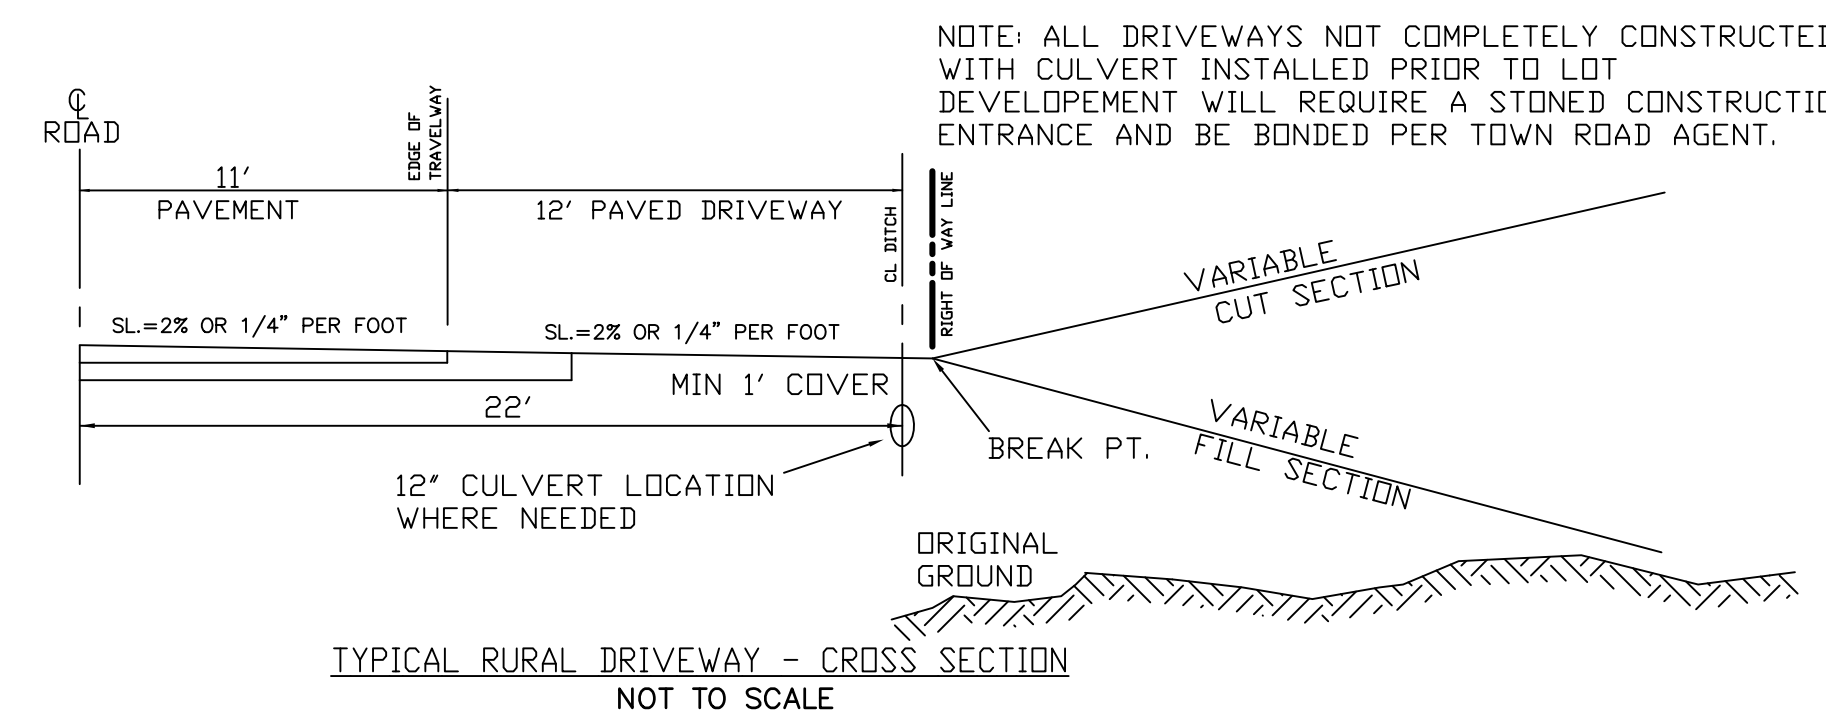 NOTE: ALL DRIVEWAYS NOT COMPLETELY CONSTRUCTED
WITH CULVERT INSTALLED PRIOR TO LOT
DEVELOPEMENT WILL REQUIRE A STONED CONSTRUCTIO
ENTRANCE AND BE BONDED PER TOWN ROAD AGENT.
℄
ROAD
EDGE OF
TRAVELWAY
11'
PAVEMENT
12' PAVED DRIVEWAY
CL DITCH
RIGHT OF WAY LINE
VARIABLE
CUT SECTION
SL.=2% OR 1/4" PER FOOT
SL.=2% OR 1/4" PER FOOT
MIN 1' COVER
22'
BREAK PT.
VARIABLE
FILL SECTION
12" CULVERT LOCATION
WHERE NEEDED
ORIGINAL
GROUND
TYPICAL RURAL DRIVEWAY - CROSS SECTION
NOT TO SCALE